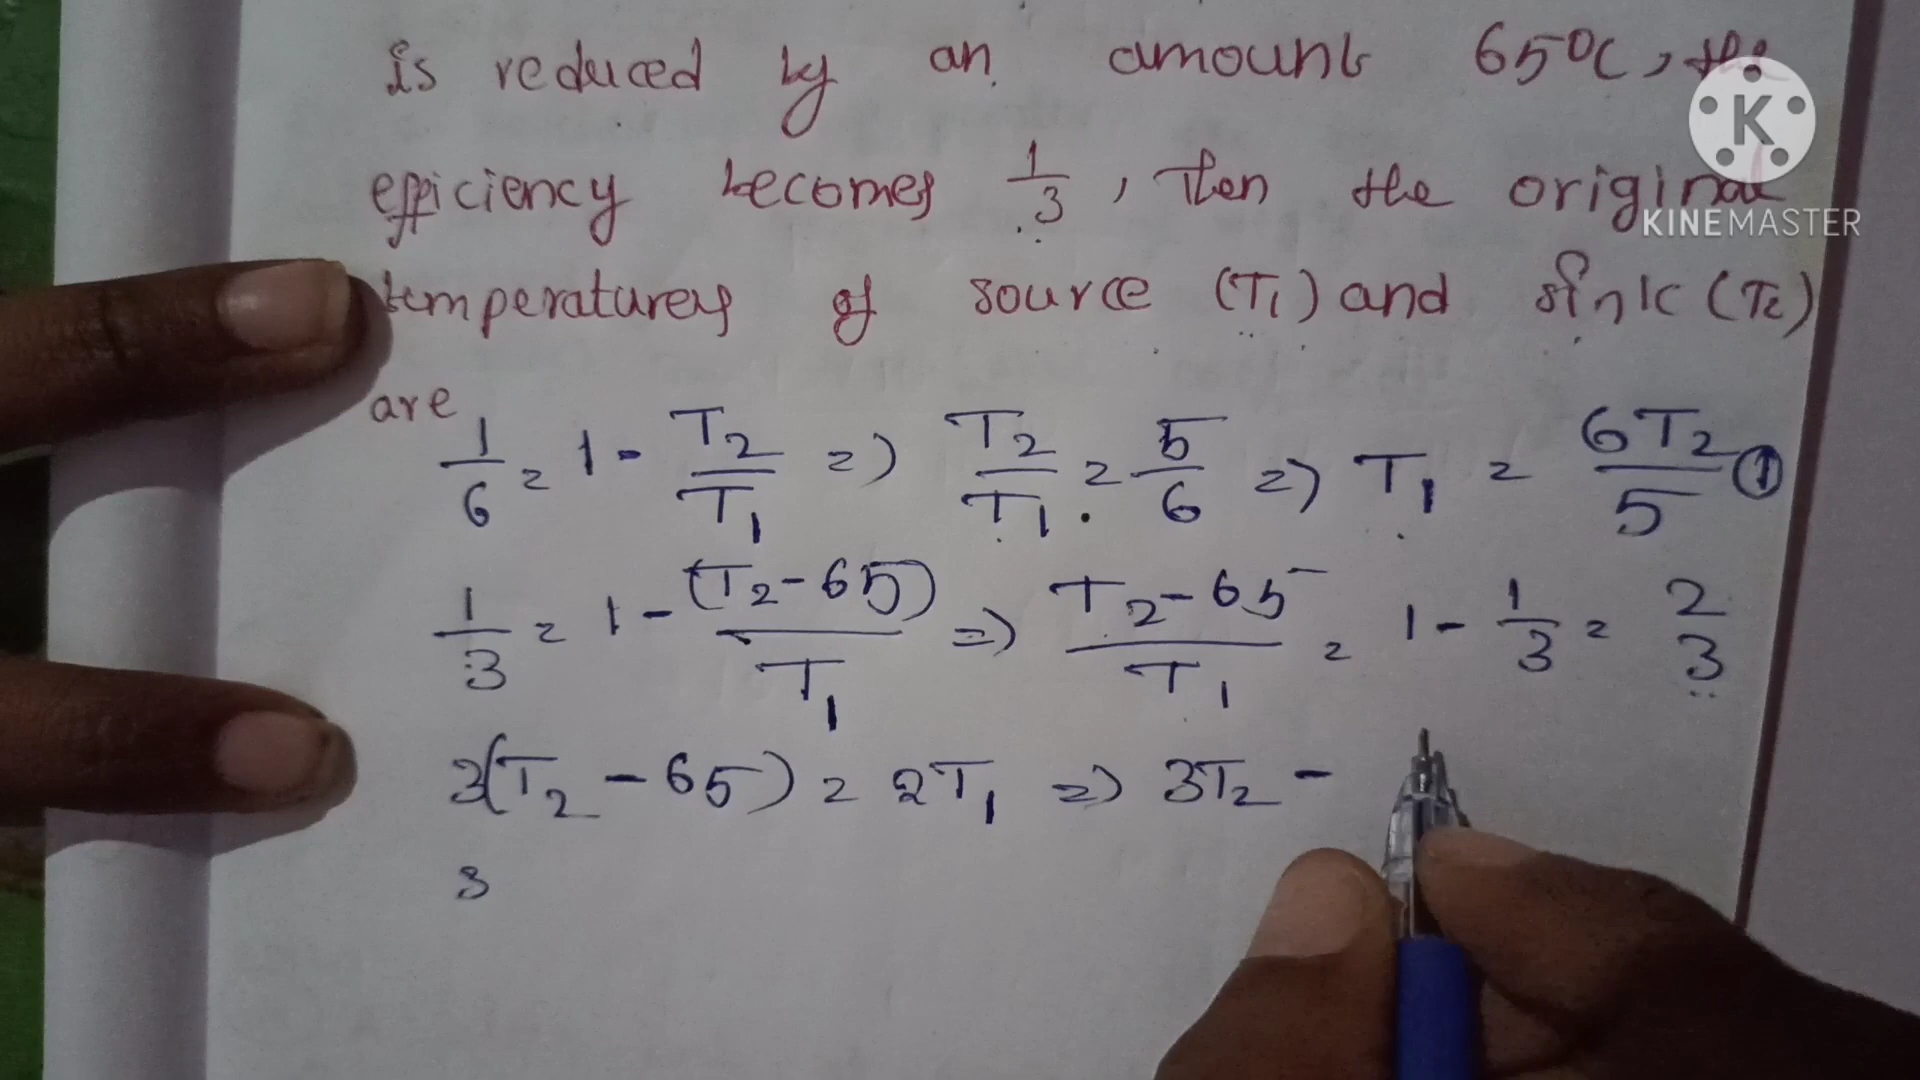 is reduced by an amount 65°C, the
K
KINEMASTER
efficiency becomes 1/3, Then the original
temperatures of source (T1) and sink (T2)
are
1/6 = 1 - T2/T1 => T2/T1 = 5/6 => T1 = 6T2/5 ①
1/3 = 1 - (T2-65)/T1 => T2-65/T1 = 1 - 1/3 = 2/3
3(T2 - 65) = 2T1 => 3T2 -